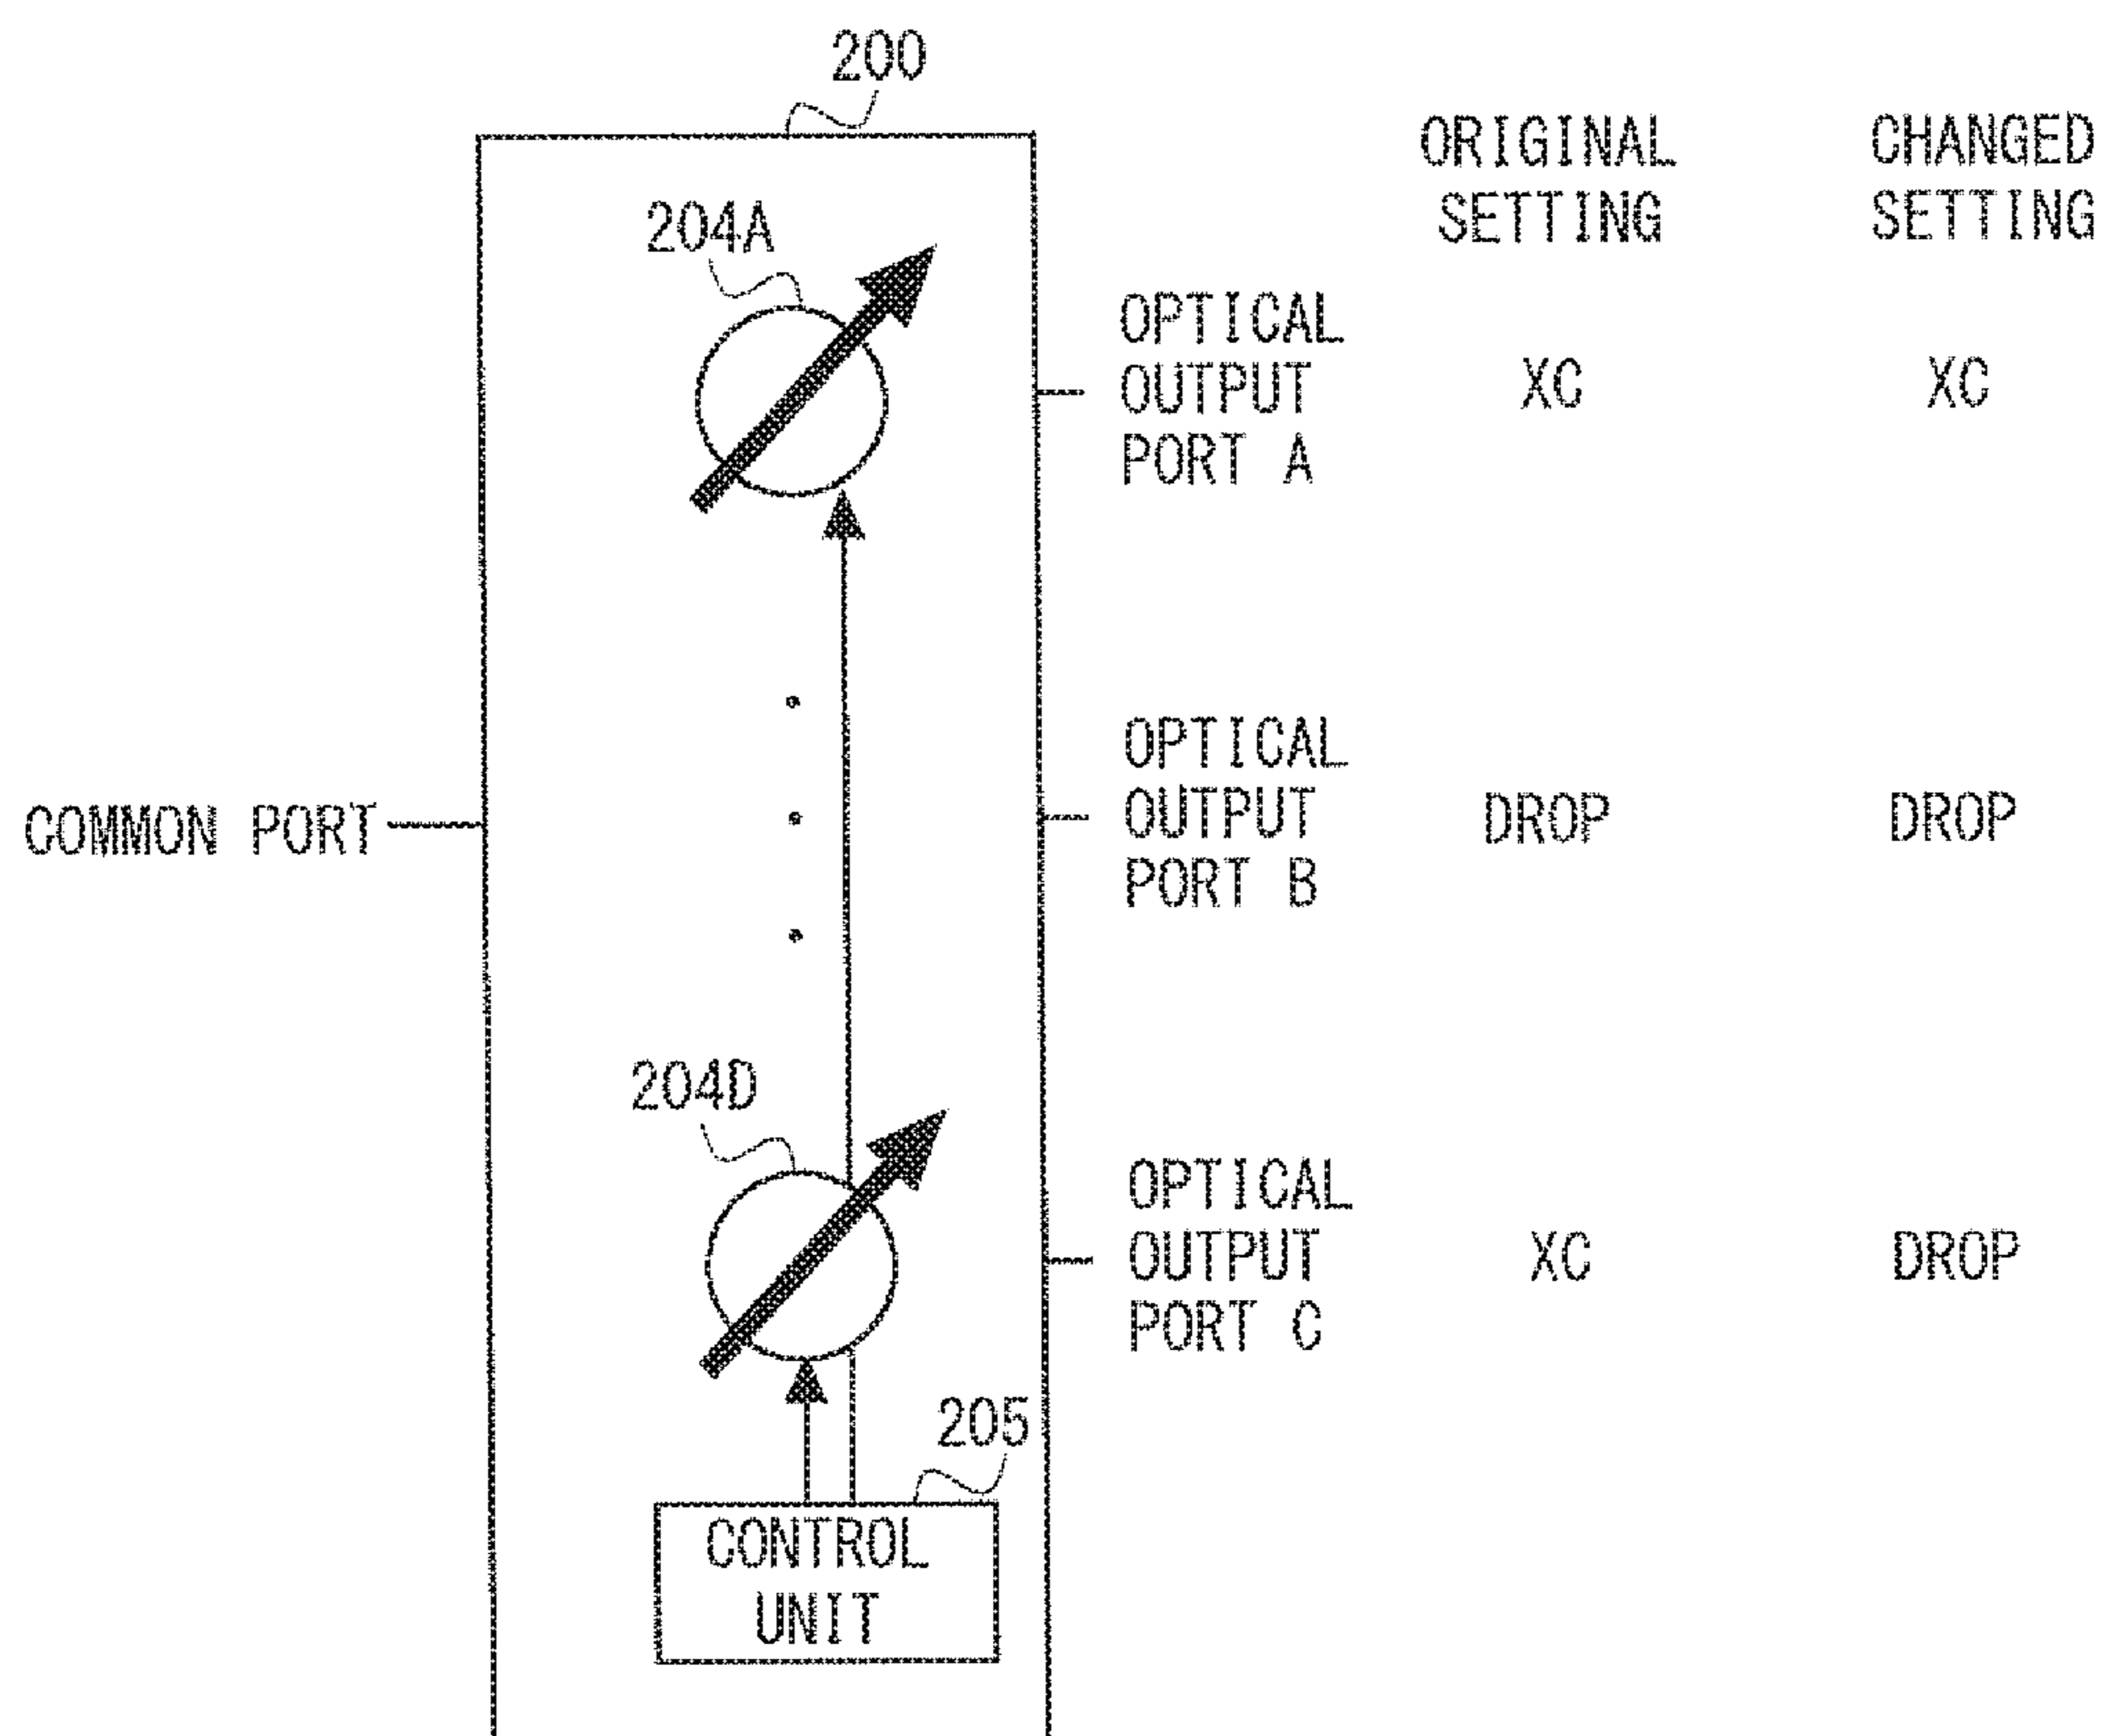 200
ORIGINAL
SETTING
CHANGED
SETTING
204A
OPTICAL
OUTPUT
PORT A
XC
XC
COMMON PORT
OPTICAL
OUTPUT
PORT B
DROP
DROP
204D
OPTICAL
OUTPUT
PORT C
XC
DROP
205
CONTROL
UNIT